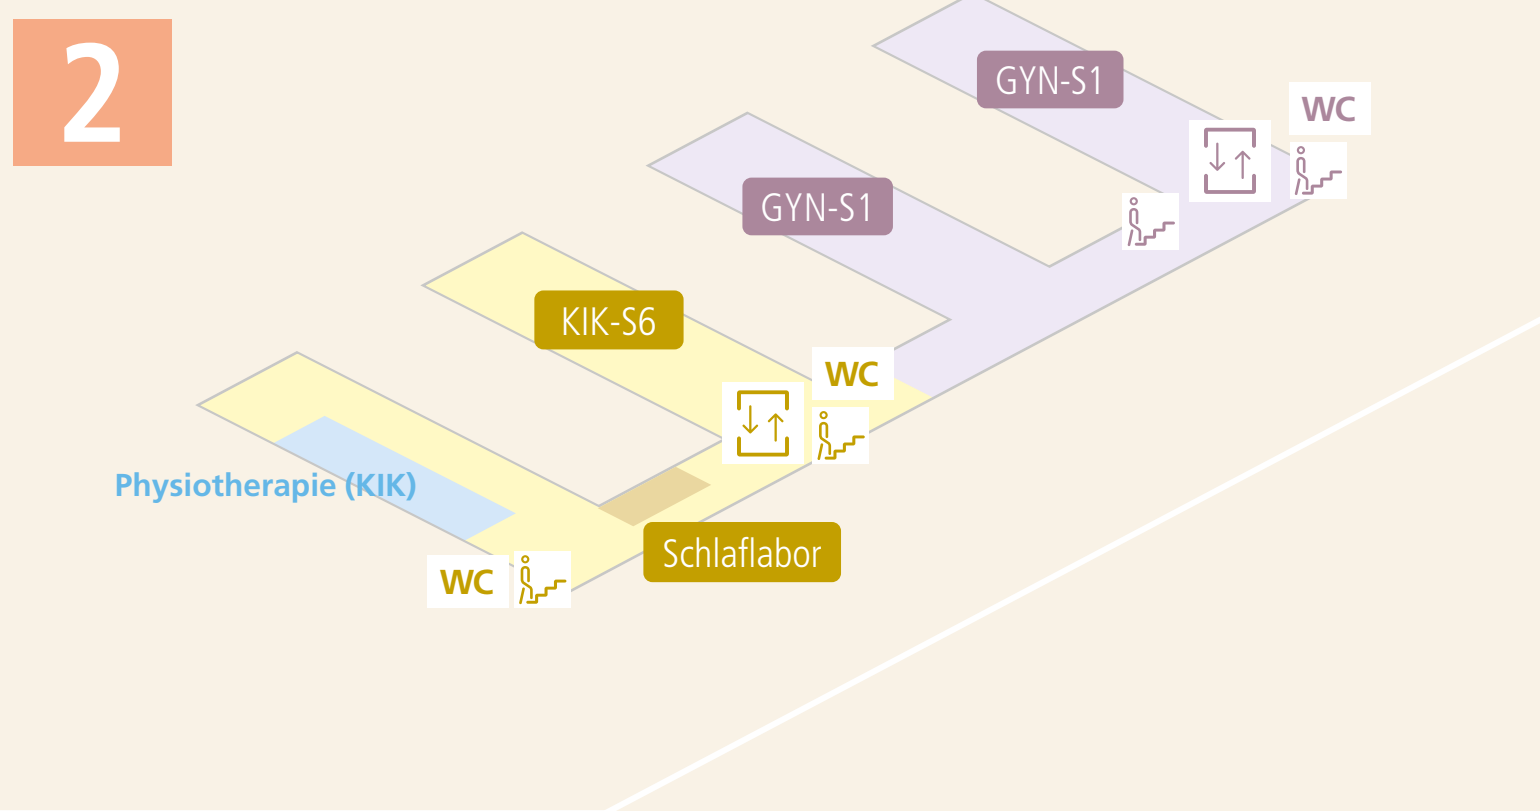 2
GYN-S1
WC
GYN-S1
KIK-S6
WC
Physiotherapie (KIK)
Schlaflabor
WC